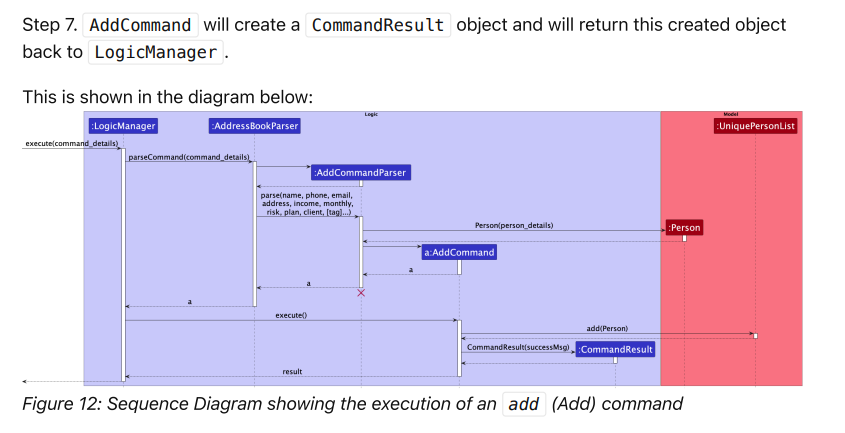 Step 7. AddCommand will create a CommandResult object and will return this created object
back to LogicManager.
This is shown in the diagram below:
Logic
Model
:LogicManager
:AddressBookParser
:UniquePersonList
execute(command_details)
parseCommand(command_details)
:AddCommandParser
parse(name, phone, email,
address, income, monthly,
risk, plan, client, [tag]...)
Person(person_details)
:Person
a:AddCommand
a
a
a
execute()
add(Person)
CommandResult(successMsg)
:CommandResult
result
Figure 12: Sequence Diagram showing the execution of an add (Add) command